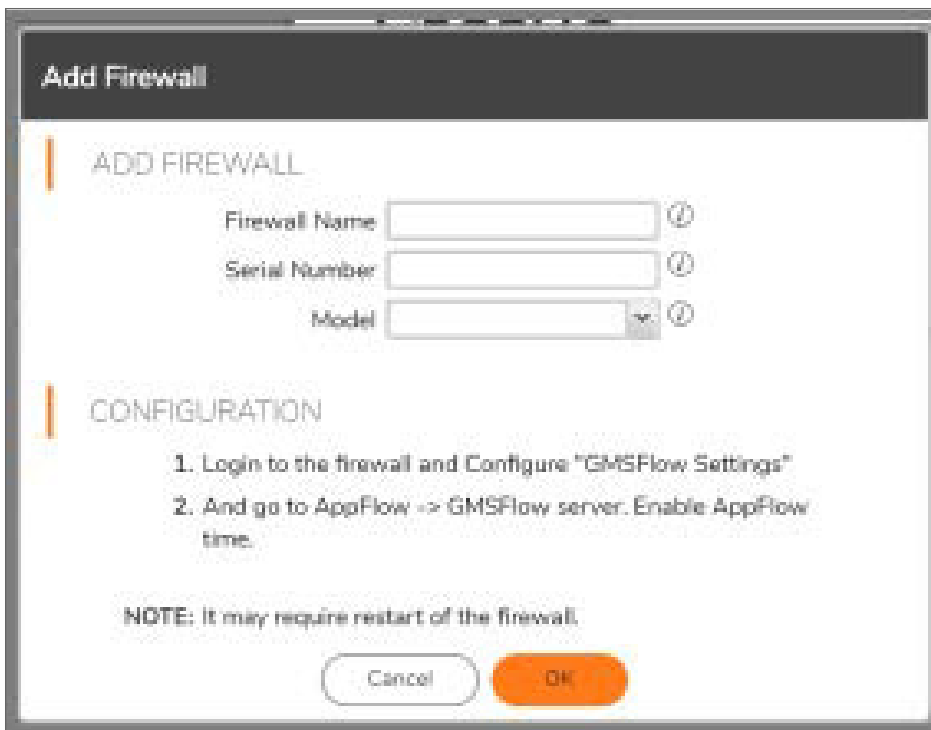 Add Firewall
ADD FIREWALL
Firewall Name
Serial Number
Model
CONFIGURATION
1. Login to the firewall and Configure "GMSFlow Settings"
2. And go to AppFlow -> GMSFlow server. Enable AppFlow
time.
NOTE: It may require restart of the firewall.
Cancel
OK